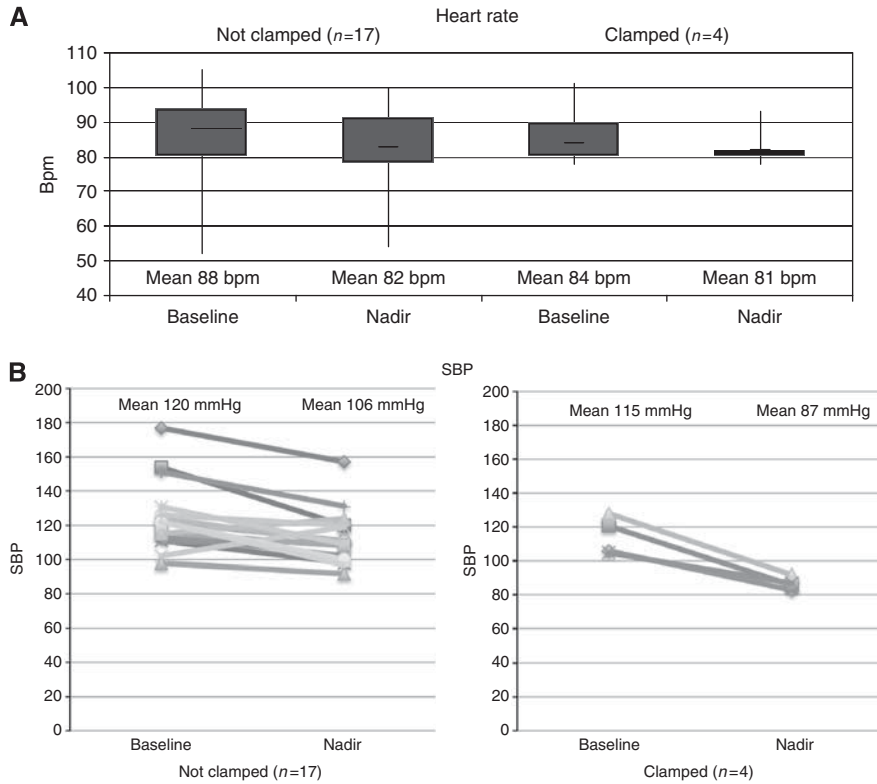 A
Heart rate
Not clamped (n=17) Clamped (n=4)
110
100
90
80
70
60
50
40
Bpm
Mean 88 bpm Mean 82 bpm Mean 84 bpm Mean 81 bpm
Baseline Nadir Baseline Nadir
B
SBP
200
180
160
140
120
100
80
60
40
20
0
SBP
Mean 120 mmHg Mean 106 mmHg
Baseline Nadir
Not clamped (n=17)
200
180
160
140
120
100
80
60
40
20
0
SBP
Mean 115 mmHg Mean 87 mmHg
Baseline Nadir
Clamped (n=4)